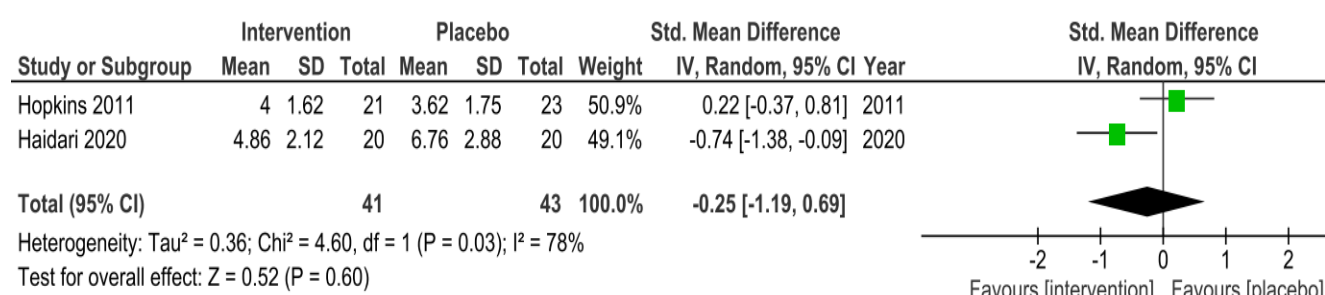 Intervention Placebo Std. Mean Difference Std. Mean Difference
Study or Subgroup Mean SD Total Mean SD Total Weight IV, Random, 95% CI Year IV, Random, 95% CI
Hopkins 2011 4 1.62 21 3.62 1.75 23 50.9% 0.22 [-0.37, 0.81] 2011
Haidari 2020 4.86 2.12 20 6.76 2.88 20 49.1% -0.74 [-1.38, -0.09] 2020
Total (95% CI) 41 43 100.0% -0.25 [-1.19, 0.69]
Heterogeneity: Tau² = 0.36; Chi² = 4.60, df = 1 (P = 0.03); I² = 78%
Test for overall effect: Z = 0.52 (P = 0.60)
-2 -1 0 1 2
Favours [intervention] Favours [placebo]